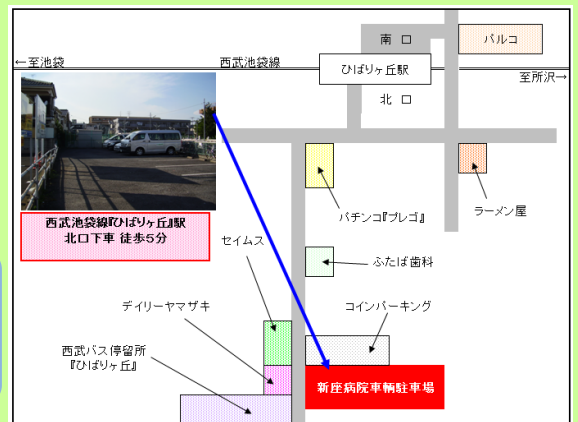 南 口
パルコ
←至池袋
西武池袋線
ひばりヶ丘駅
至所沢→
北 口
西武池袋線『ひばりヶ丘』駅
北口下車 徒歩5分
パチンコ『プレゴ』
ラーメン屋
セイムス
ふたば歯科
デイリーヤマザキ
コインパーキング
西武バス停留所
『ひばりヶ丘』
新座病院車輌駐車場